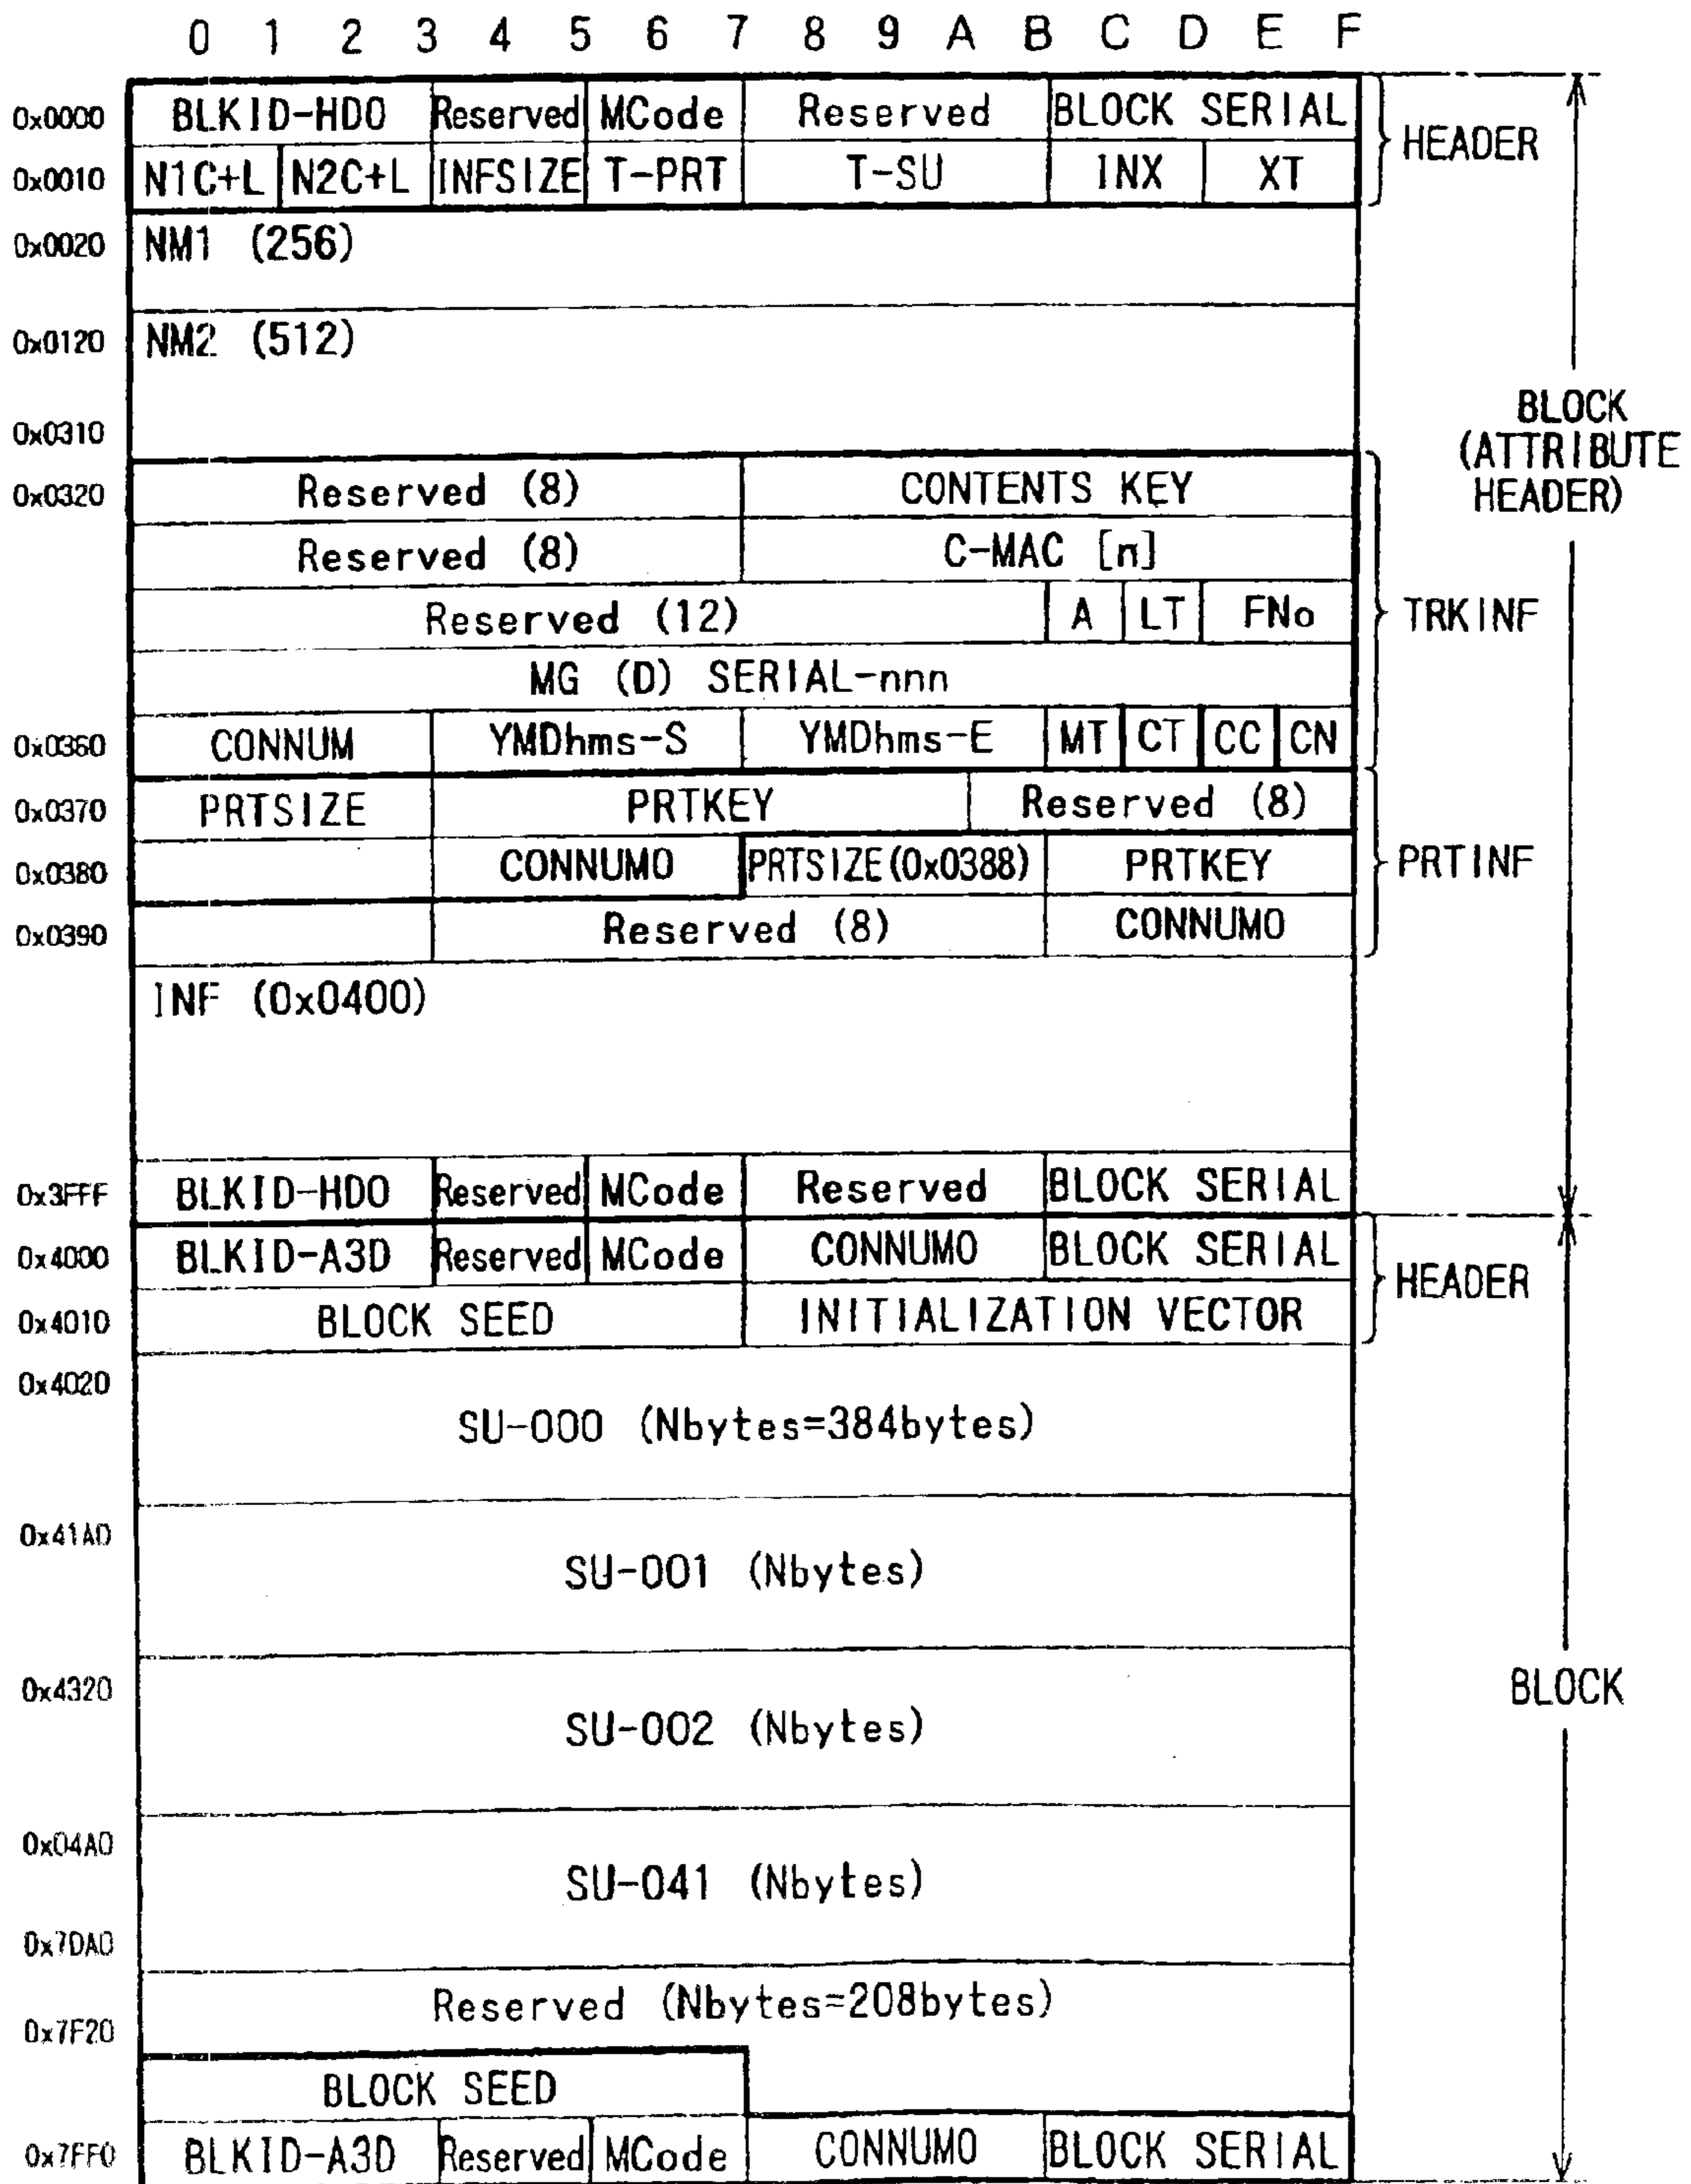 0 1 2 3 4 5 6 7 8 9 A B C D E F
0x0000 BLKID-HD0 Reserved MCode Reserved BLOCK SERIAL
HEADER
0x0010 N1C+L N2C+L INFSIZE T-PRT T-SU INX XT
0x0020 NM1 (256)
0x0120 NM2 (512)
0x0310
BLOCK
(ATTRIBUTE
HEADER)
0x0320 Reserved (8) CONTENTS KEY
Reserved (8) C-MAC [n]
Reserved (12) A LT FNo
TRKINF
MG (D) SERIAL-nnn
0x0360 CONNUM YMDhms-S YMDhms-E MT CT CC CN
0x0370 PRTSIZE PRTKEY Reserved (8)
0x0380 CONNUM0 PRTSIZE(0x0388) PRTKEY
PRTINF
0x0390 Reserved (8) CONNUM0
INF (0x0400)
0x3FFF BLKID-HD0 Reserved MCode Reserved BLOCK SERIAL
0x4000 BLKID-A3D Reserved MCode CONNUM0 BLOCK SERIAL
HEADER
0x4010 BLOCK SEED INITIALIZATION VECTOR
0x4020
SU-000 (Nbytes=384bytes)
0x41A0
SU-001 (Nbytes)
0x4320
SU-002 (Nbytes)
BLOCK
0x04A0
SU-041 (Nbytes)
0x7DA0
Reserved (Nbytes=208bytes)
0x7F20
BLOCK SEED
0x7FF0 BLKID-A3D Reserved MCode CONNUM0 BLOCK SERIAL